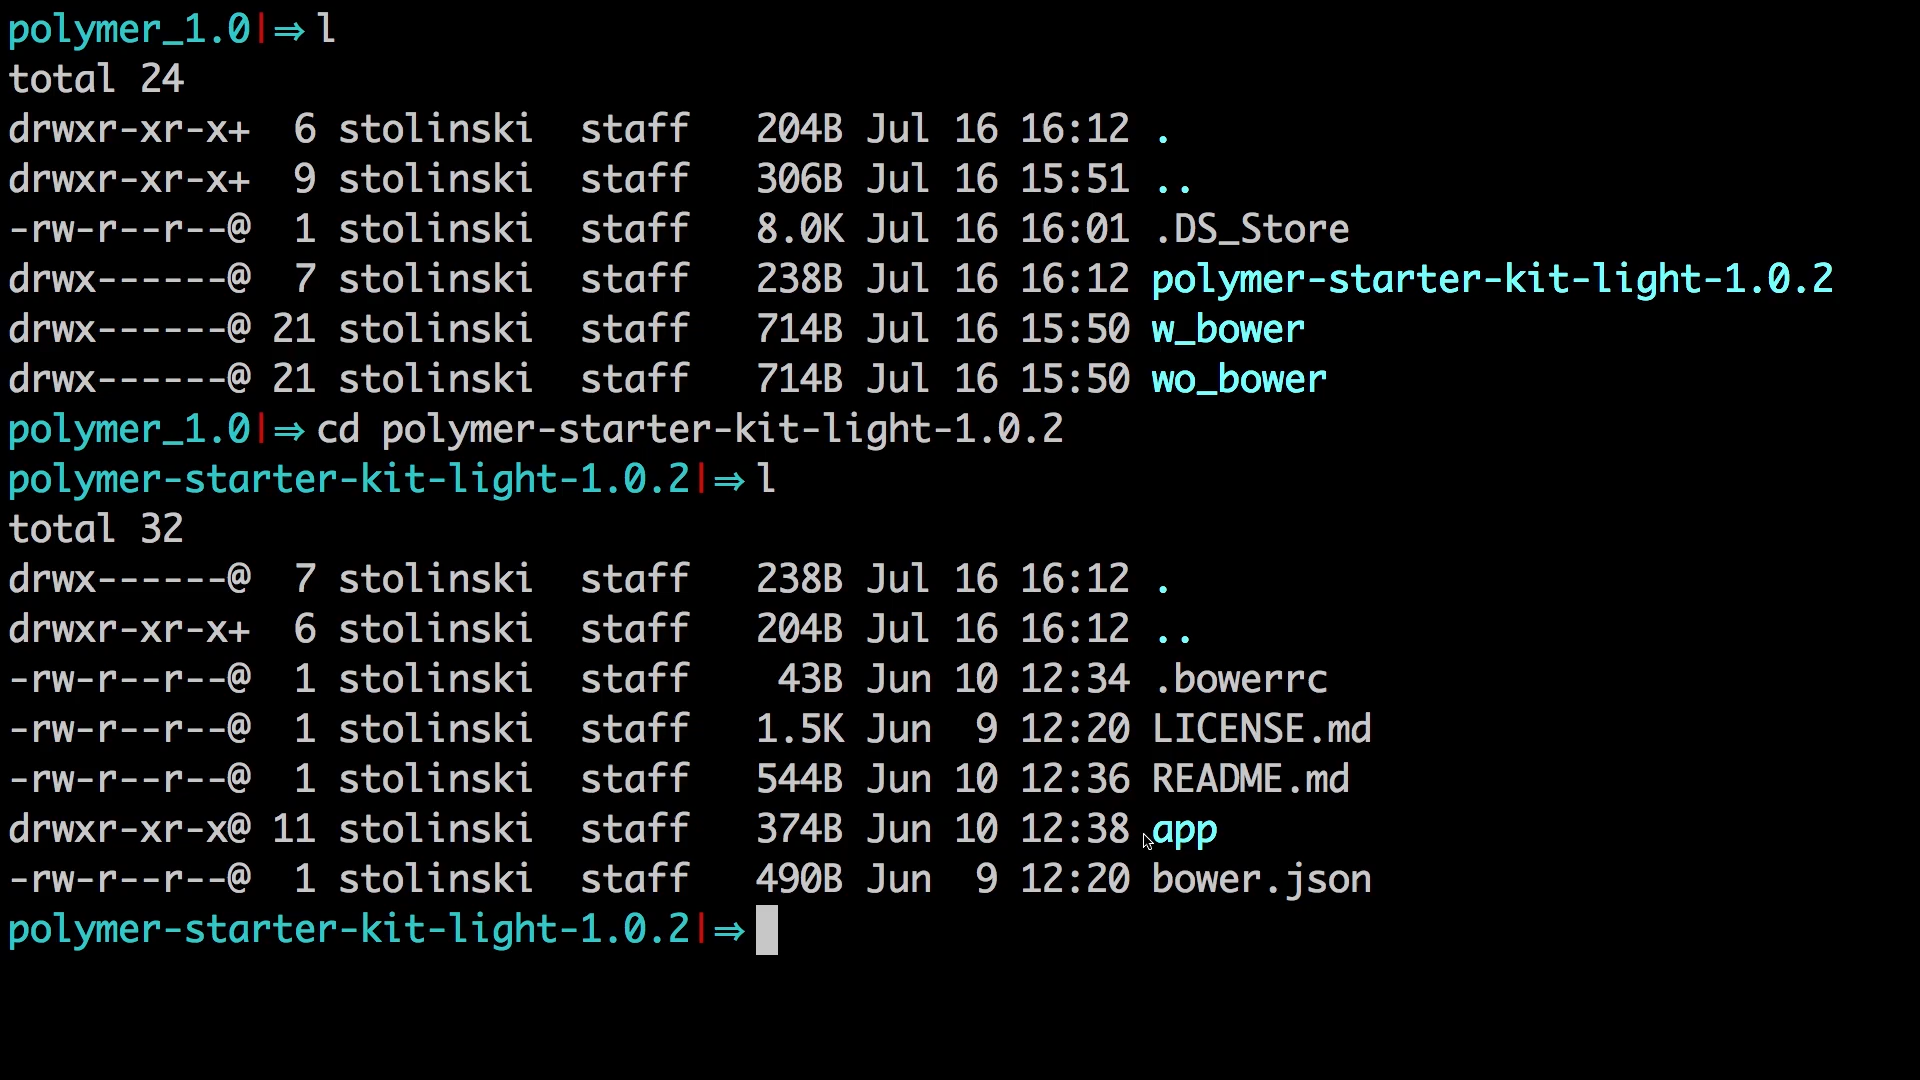 polymer_1.0|⇒ l
total 24
drwxr-xr-x+  6 stolinski  staff   204B Jul 16 16:12 .
drwxr-xr-x+  9 stolinski  staff   306B Jul 16 15:51 ..
-rw-r--r--@  1 stolinski  staff   8.0K Jul 16 16:01 .DS_Store
drwx------@  7 stolinski  staff   238B Jul 16 16:12 polymer-starter-kit-light-1.0.2
drwx------@ 21 stolinski  staff   714B Jul 16 15:50 w_bower
drwx------@ 21 stolinski  staff   714B Jul 16 15:50 wo_bower
polymer_1.0|⇒ cd polymer-starter-kit-light-1.0.2
polymer-starter-kit-light-1.0.2|⇒ l
total 32
drwx------@  7 stolinski  staff   238B Jul 16 16:12 .
drwxr-xr-x+  6 stolinski  staff   204B Jul 16 16:12 ..
-rw-r--r--@  1 stolinski  staff    43B Jun 10 12:34 .bowerrc
-rw-r--r--@  1 stolinski  staff   1.5K Jun  9 12:20 LICENSE.md
-rw-r--r--@  1 stolinski  staff   544B Jun 10 12:36 README.md
drwxr-xr-x@ 11 stolinski  staff   374B Jun 10 12:38 app
-rw-r--r--@  1 stolinski  staff   490B Jun  9 12:20 bower.json
polymer-starter-kit-light-1.0.2|⇒